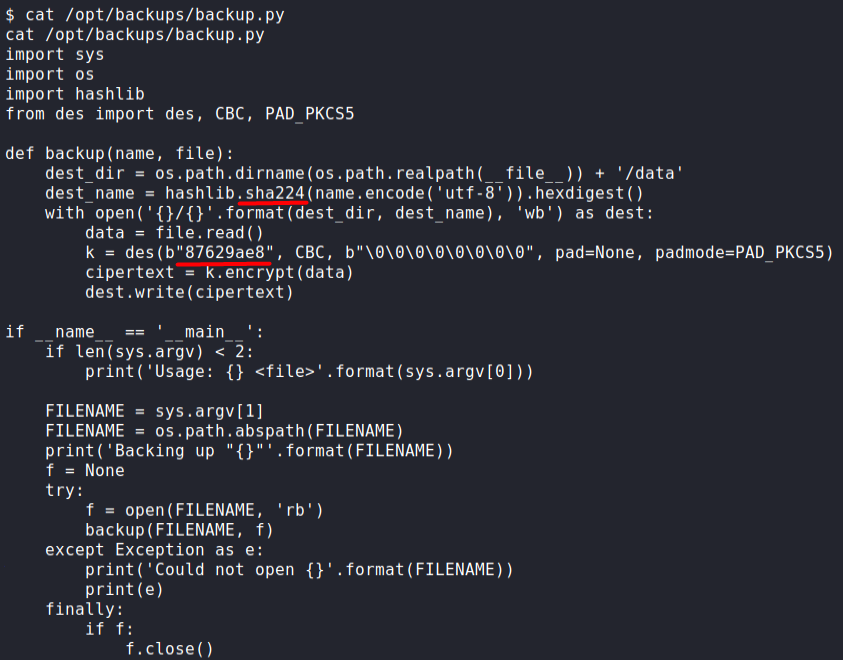 $ cat /opt/backups/backup.py
cat /opt/backups/backup.py
import sys
import os
import hashlib
from des import des, CBC, PAD_PKCS5

def backup(name, file):
    dest_dir = os.path.dirname(os.path.realpath(__file__)) + '/data'
    dest_name = hashlib.sha224(name.encode('utf-8')).hexdigest()
    with open('{}/{}'.format(dest_dir, dest_name), 'wb') as dest:
        data = file.read()
        k = des(b"87629ae8", CBC, b"\0\0\0\0\0\0\0\0", pad=None, padmode=PAD_PKCS5)
        cipertext = k.encrypt(data)
        dest.write(cipertext)

if __name__ == '__main__':
    if len(sys.argv) < 2:
        print('Usage: {} <file>'.format(sys.argv[0]))

    FILENAME = sys.argv[1]
    FILENAME = os.path.abspath(FILENAME)
    print('Backing up "{}"'.format(FILENAME))
    f = None
    try:
        f = open(FILENAME, 'rb')
        backup(FILENAME, f)
    except Exception as e:
        print('Could not open {}'.format(FILENAME))
        print(e)
    finally:
        if f:
            f.close()